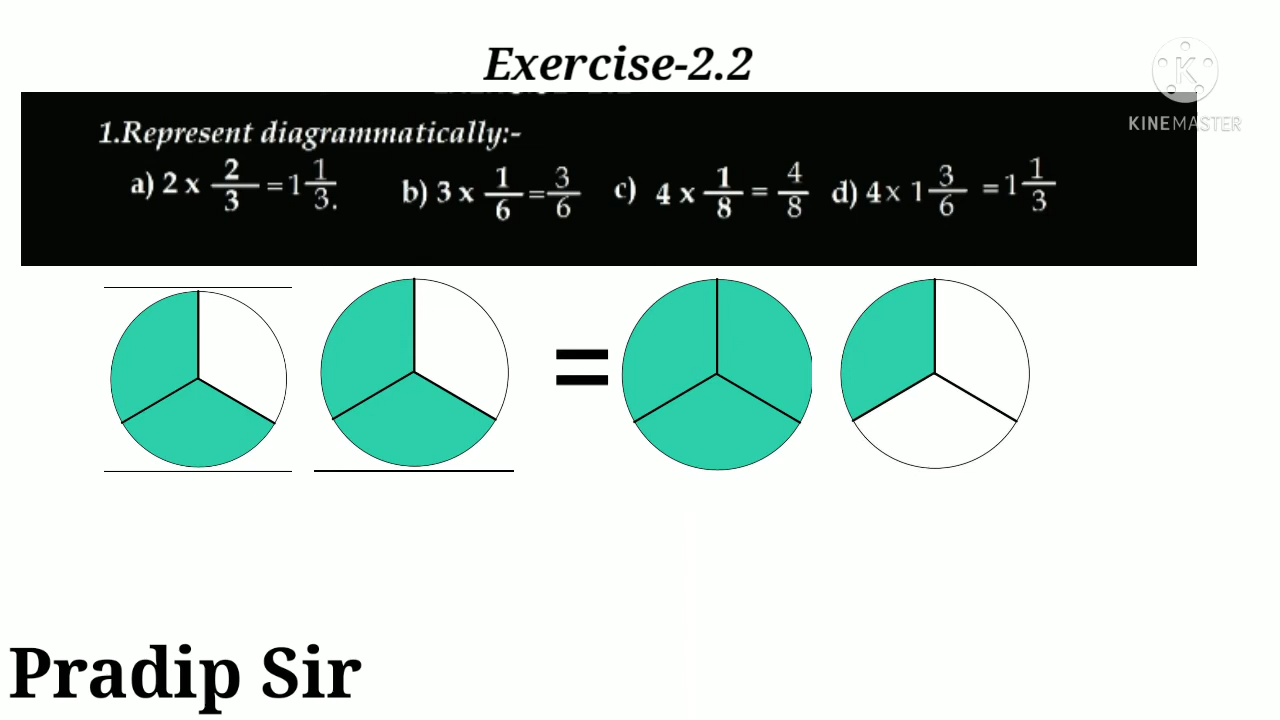 Exercise-2.2
KINEMASTER
1.Represent diagrammatically:-
a) 2 x 2/3 = 1 1/3. b) 3 x 1/6 = 3/6 c) 4 x 1/8 = 4/8 d) 4 x 1 3/6 = 1 1/3
=
Pradip Sir